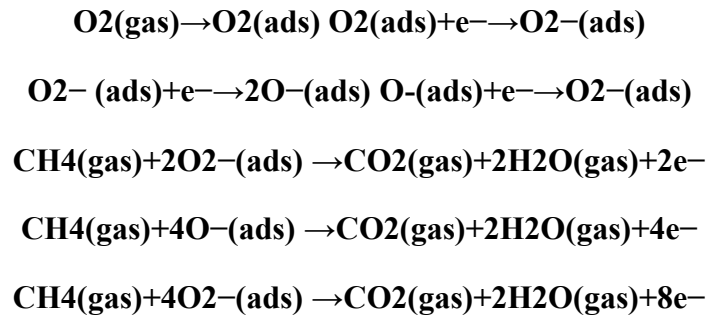 O2(gas)→O2(ads) O2(ads)+e−→O2−(ads)
O2− (ads)+e−→2O−(ads) O-(ads)+e−→O2−(ads)
CH4(gas)+2O2−(ads) →CO2(gas)+2H2O(gas)+2e−
CH4(gas)+4O−(ads) →CO2(gas)+2H2O(gas)+4e−
CH4(gas)+4O2−(ads) →CO2(gas)+2H2O(gas)+8e−